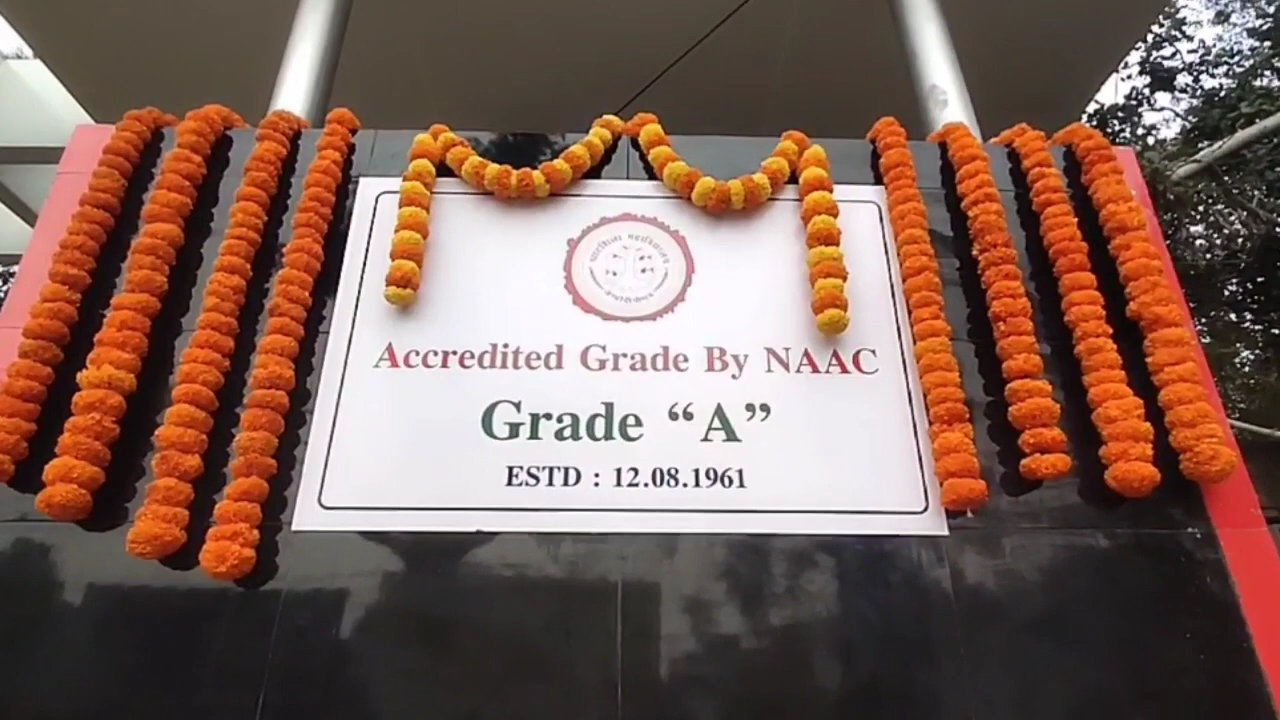 Accredited Grade By NAAC
Grade “A”
ESTD : 12.08.1961